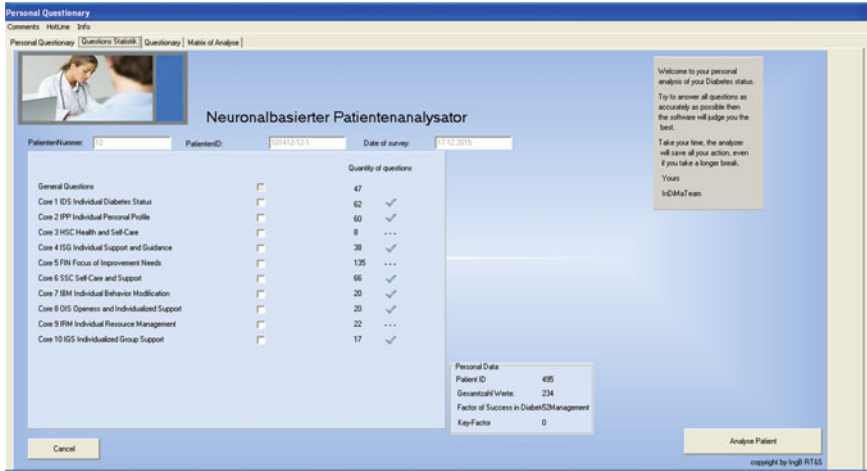 Personal Questionary
Comments HotLine Info
Personal Questionary Questions Statistik Questionary Matrix of Analyse
Neuronalbasierter Patientenanalysator
PatientenNummer: 12 PatientenID: 101412-12-1 Date of survey: 17.12.2015
Quantity of questions
General Questions 47
Core 1 IDS Individual Diabetes Status 62
Core 2 IPP Individual Personal Profile 60
Core 3 HSC Health and Self-Care 8 ...
Core 4 ISG Individual Support and Guidance 38
Core 5 FIN Focus of Improvement Needs 135 ...
Core 6 SSC Self-Care and Support 66
Core 7 IBM Individual Behavior Modification 20
Core 8 OIS Openess and Individualized Support 20
Core 9 IRM Individual Resource Management 22 ...
Core 10 IGS Individualized Group Support 17
Welcome to your personal
analysis of your Diabetes status.
Try to answer all questions as
accurately as possible then
the software will judge you the
best.
Take your time, the analyzer
will save all your action, even
if you take a longer break.
Yours
InDiMaTeam
Personal Data
Patient ID 495
Gesamtzahl Werte: 234
Factor of Success in Diabet52Management
Key-Factor 0
Cancel
Analyse Patient
copyright by IngB RT&S